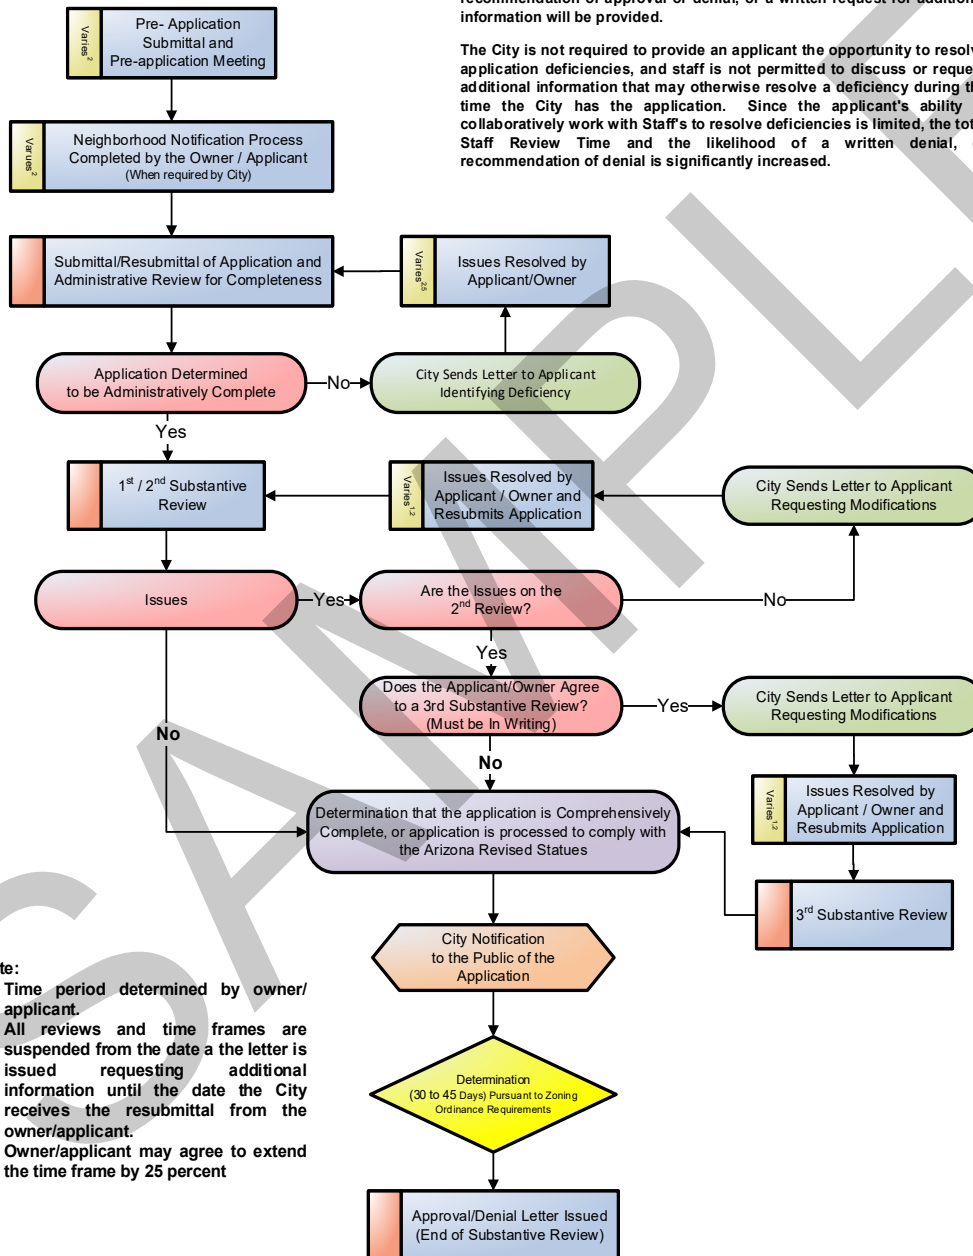 recommendation of approval or denial, or a written request for
information will be provided.
The City is not required to provide an applicant the opportunity to
application deficiencies, and staff is not permitted to discuss or
additional information that may otherwise resolve a deficiency during
time the City has the application. Since the applicant's ability
collaboratively work with Staff's to resolve deficiencies is limited, the
Staff Review Time and the likelihood of a written denial,
recommendation of denial is significantly increased.
Varies2
Pre- Application
Submittal and
Pre-application Meeting
Varues2
Neighborhood Notification Process
Completed by the Owner / Applicant
(When required by City)
Submittal/Resubmittal of Application and
Administrative Review for Completeness
Varies2,5
Issues Resolved by
Applicant/Owner
Application Determined
to be Administratively Complete
No
City Sends Letter to Applicant
Identifying Deficiency
Yes
1st / 2nd Substantive
Review
Varies1,2
Issues Resolved by
Applicant / Owner and
Resubmits Application
City Sends Letter to Applicant
Requesting Modifications
Issues
Yes
Are the Issues on the
2nd Review?
No
Yes
Does the Applicant/Owner Agree
to a 3rd Substantive Review?
(Must be In Writing)
Yes
City Sends Letter to Applicant
Requesting Modifications
No
No
Varies1,2
Issues Resolved by
Applicant / Owner and
Resubmits Application
Determination that the application is Comprehensively
Complete, or application is processed to comply with
the Arizona Revised Statues
3rd Substantive Review
City Notification
to the Public of the
Application
Time period determined by owner/
applicant.
All reviews and time frames are
suspended from the date a the letter is
issued requesting additional
information until the date the City
receives the resubmittal from the
owner/applicant.
Owner/applicant may agree to extend
the time frame by 25 percent
Determination
(30 to 45 Days) Pursuant to Zoning
Ordinance Requirements
Approval/Denial Letter Issued
(End of Substantive Review)
SAMPLE